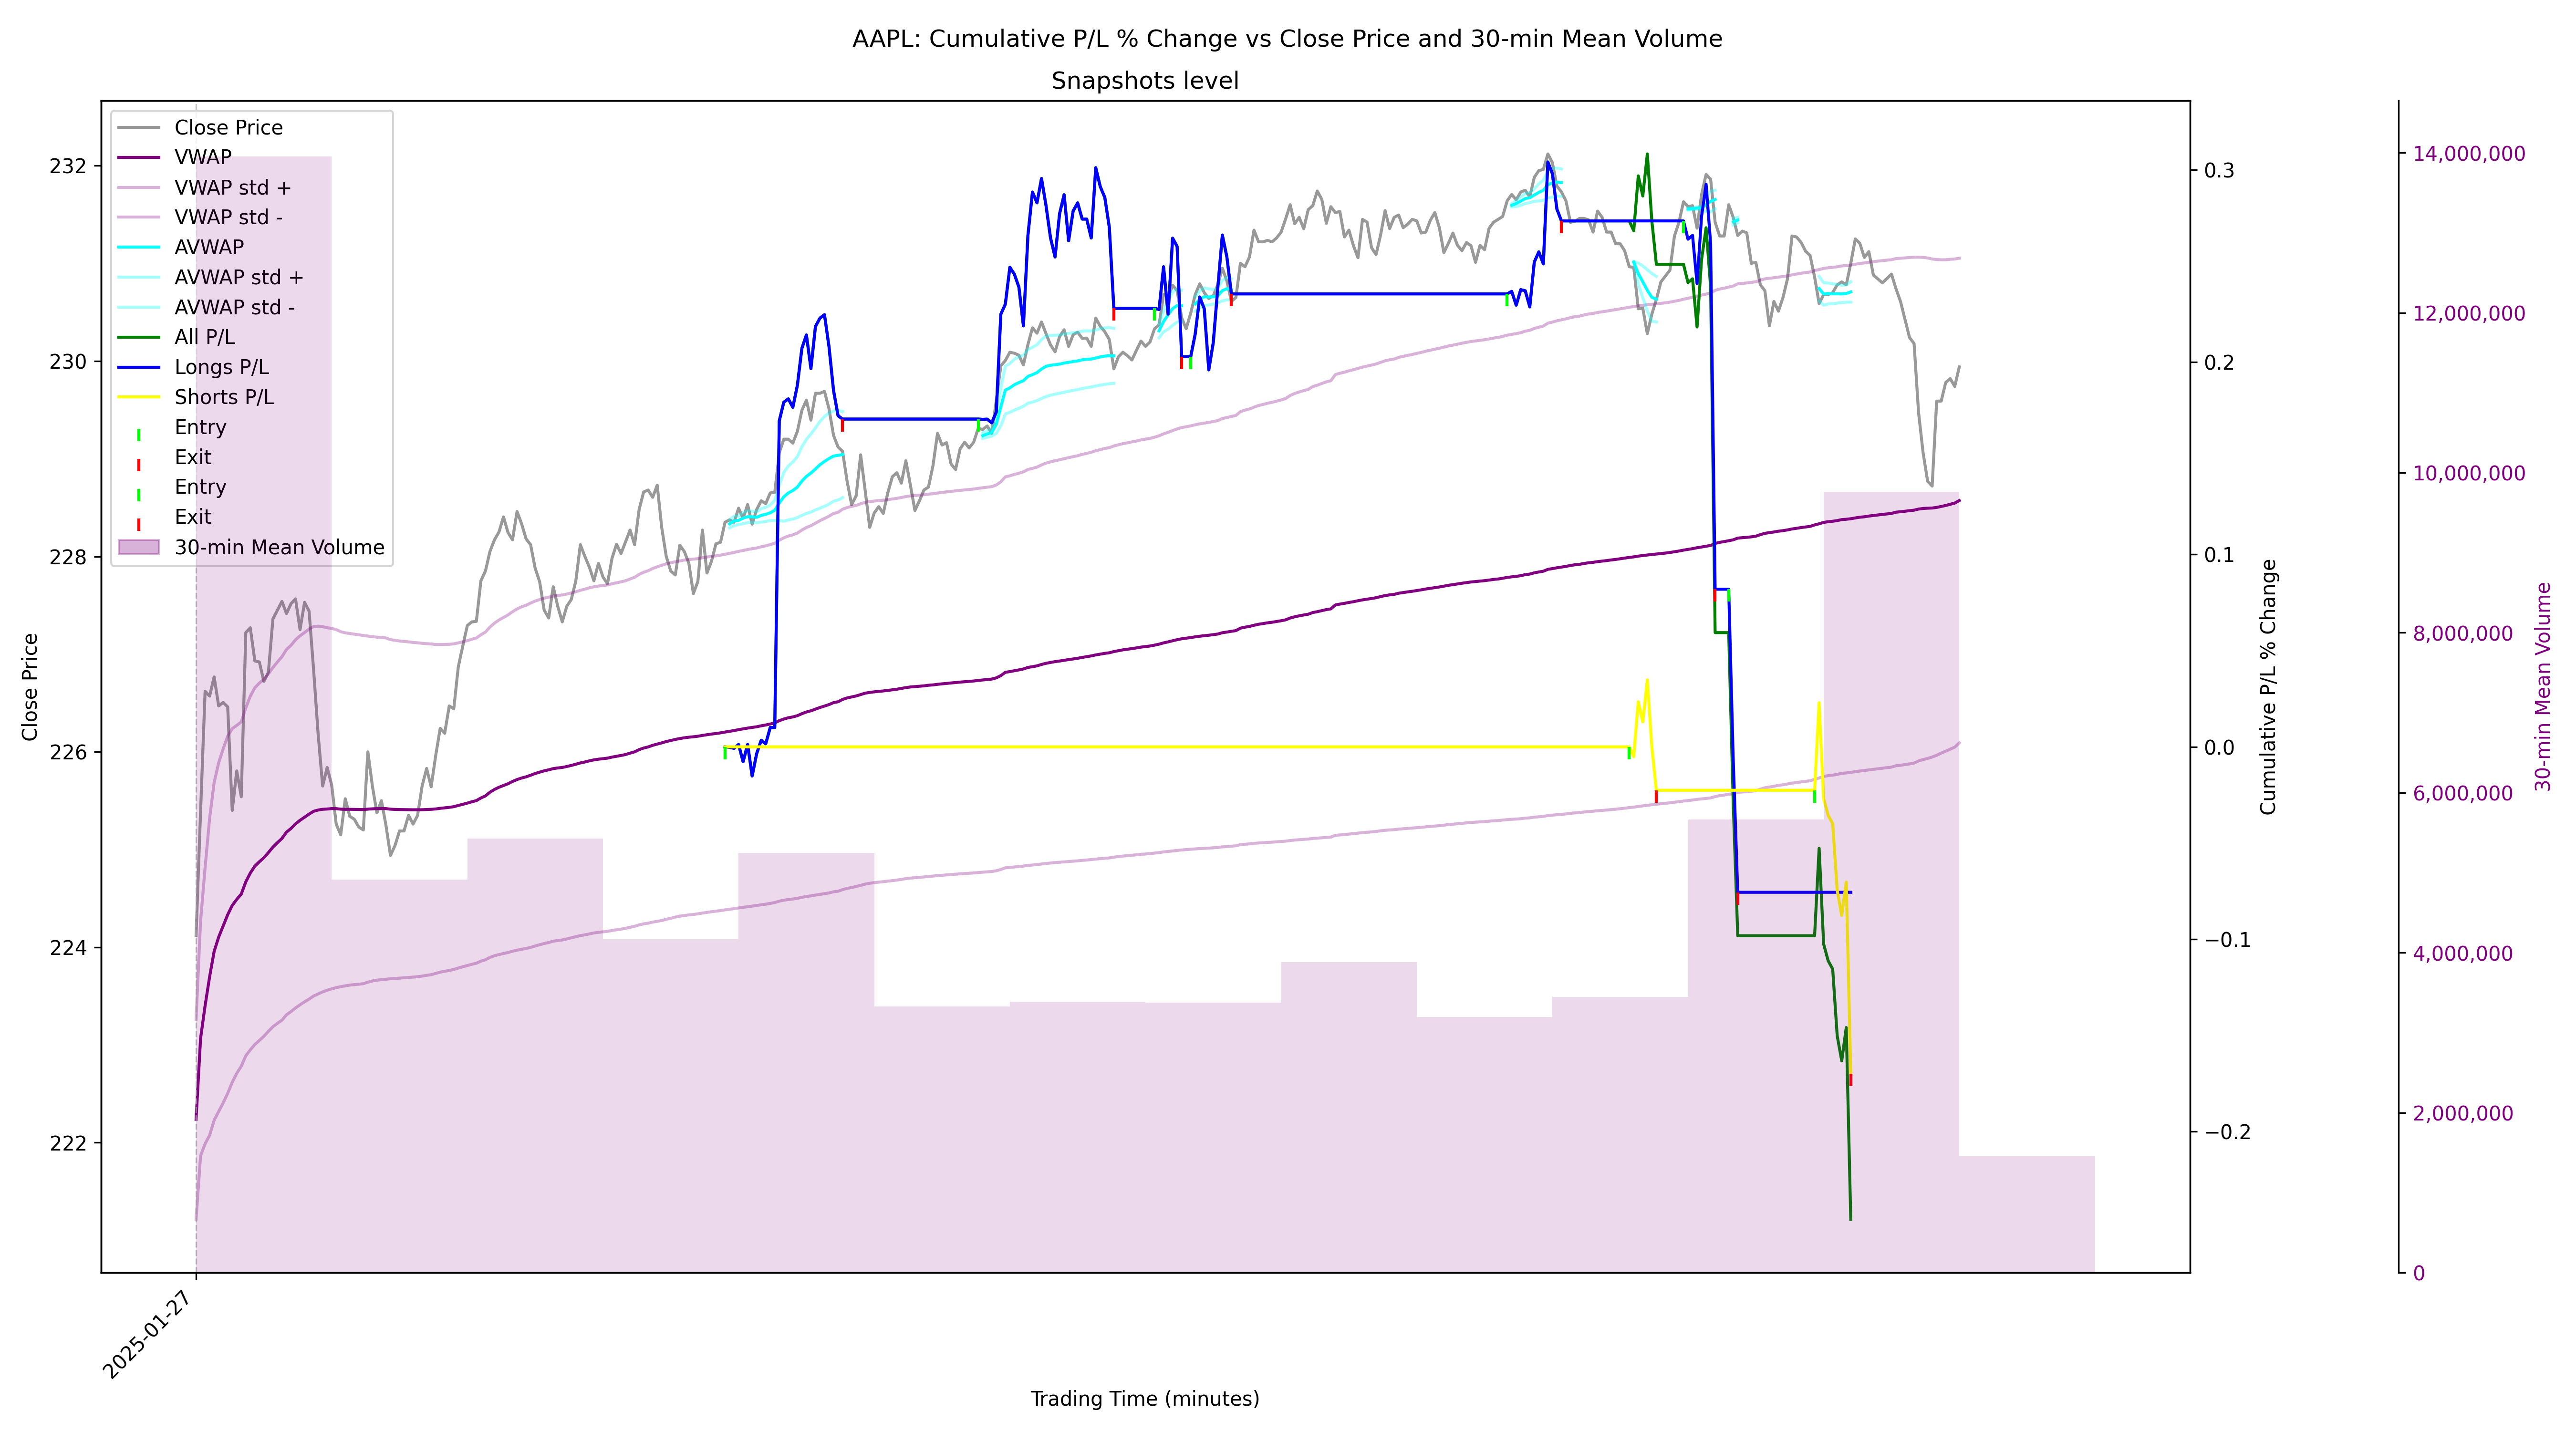 AAPL: Cumulative P/L % Change vs Close Price and 30-min Mean Volume
Snapshots level
Close Price
VWAP
VWAP std +
VWAP std -
AVWAP
AVWAP std +
AVWAP std -
All P/L
Longs P/L
Shorts P/L
Entry
Exit
Entry
Exit
30-min Mean Volume
232
230
228
226
224
222
Close Price
0.3
0.2
0.1
0.0
−0.1
−0.2
Cumulative P/L % Change
14,000,000
12,000,000
10,000,000
8,000,000
6,000,000
4,000,000
2,000,000
0
30-min Mean Volume
2025-01-27
Trading Time (minutes)